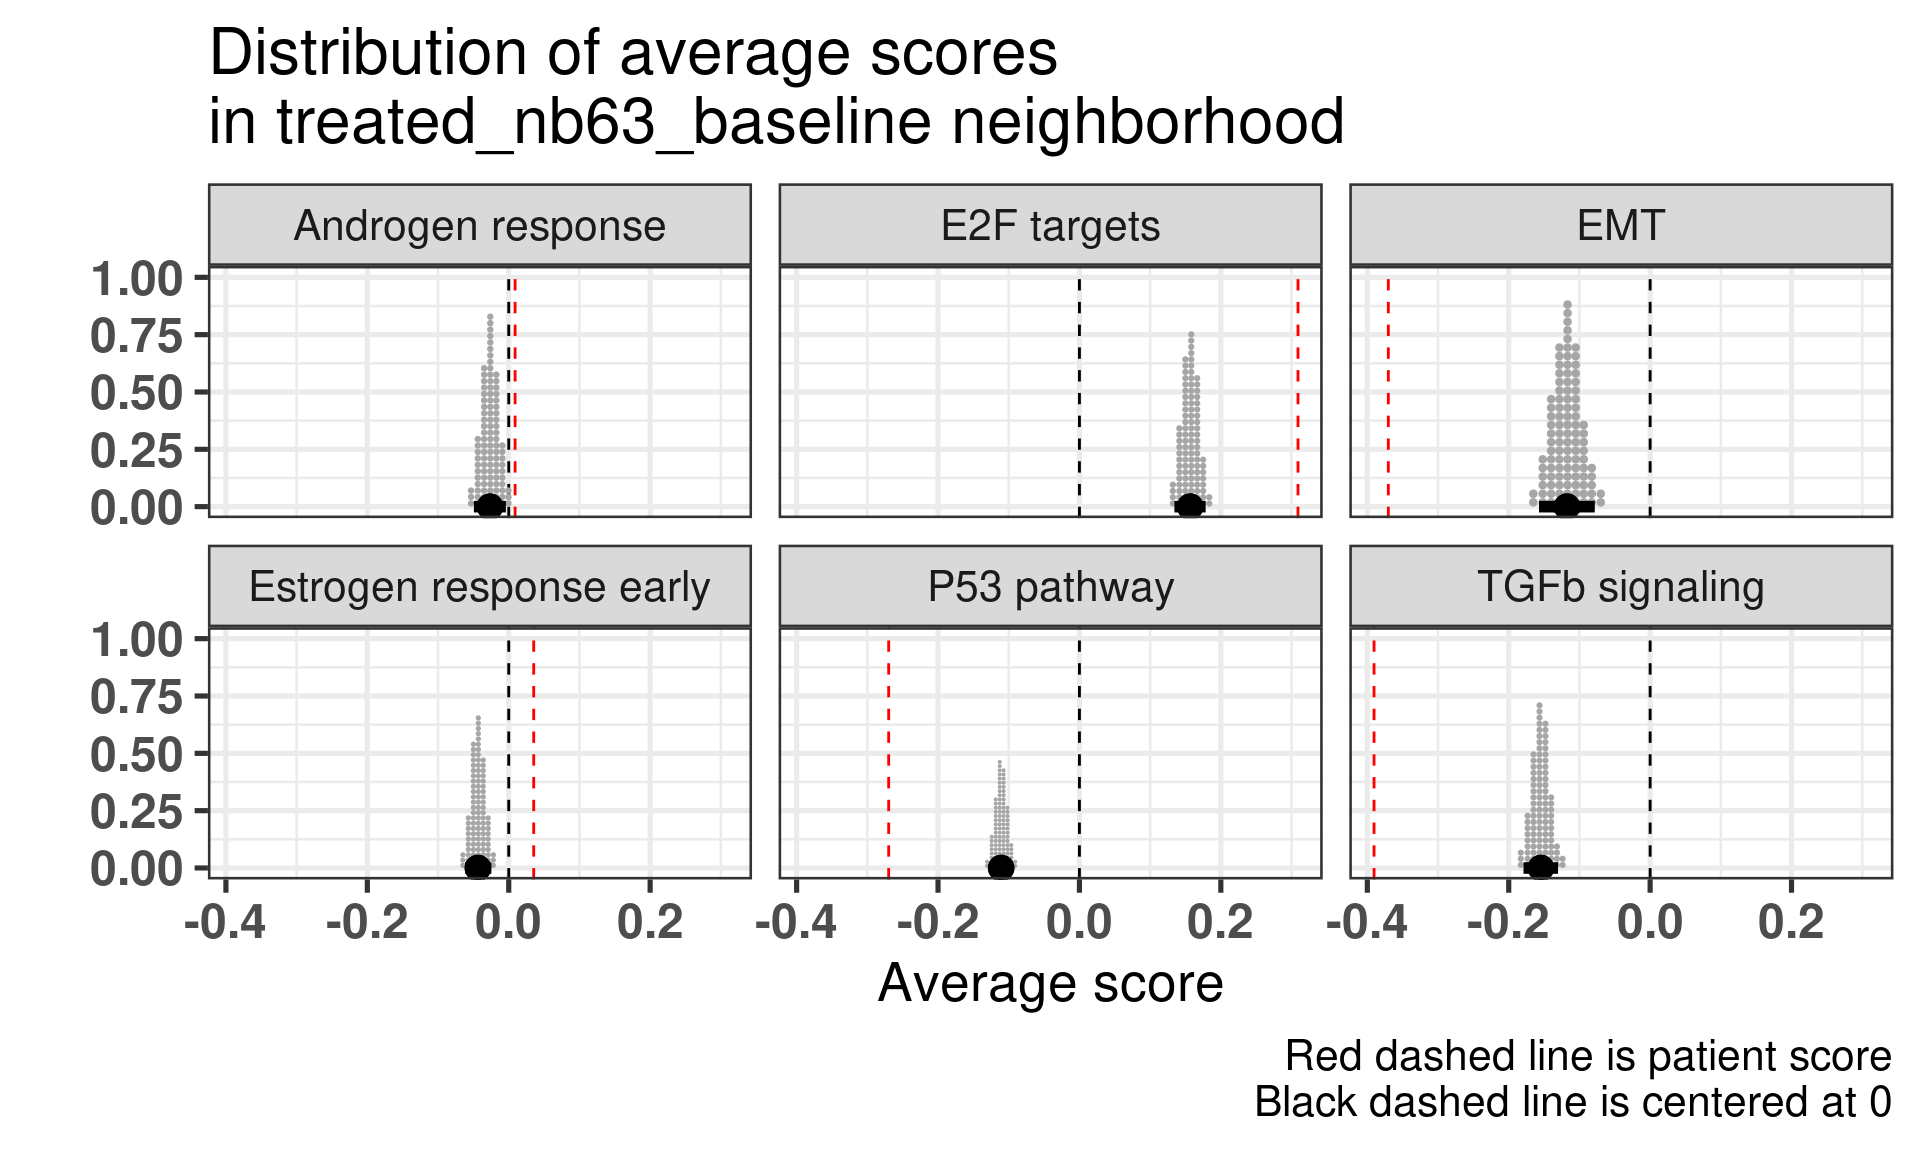 Distribution of average scores
in treated_nb63_baseline neighborhood
Androgen response
E2F targets
EMT
1.00
0.75
0.50
0.25
0.00
Estrogen response early
P53 pathway
TGFb signaling
1.00
0.75
0.50
0.25
0.00
-0.4 -0.2 0.0 0.2 -0.4 -0.2 0.0 0.2 -0.4 -0.2 0.0 0.2
Average score
Red dashed line is patient score
Black dashed line is centered at 0